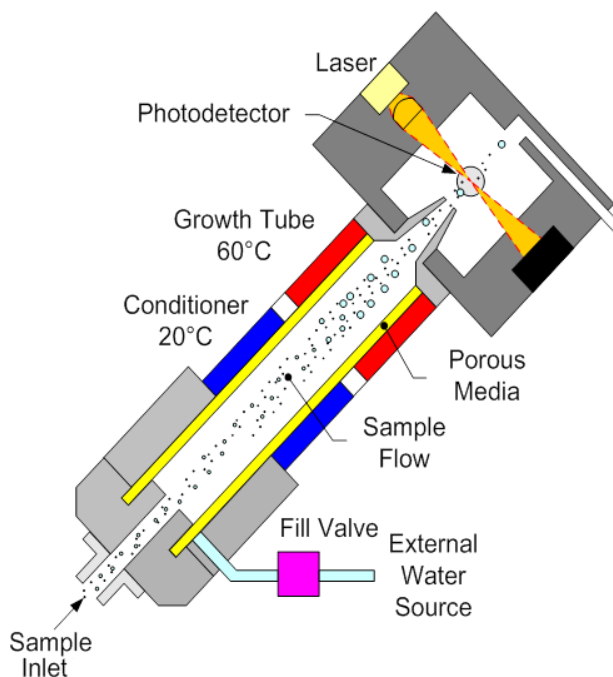 Laser
Photodetector
Growth Tube
60°C
Conditioner
20°C
Porous
Media
Sample
Flow
Fill Valve
External
Water
Source
Sample
Inlet